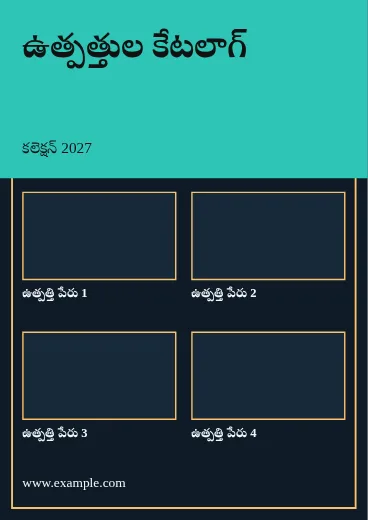 ఉత్పత్తుల కేటలాగ్
కలెక్షన్ 2027
ఉత్పత్తి పేరు 1
ఉత్పత్తి పేరు 2
ఉత్పత్తి పేరు 3
ఉత్పత్తి పేరు 4
www.example.com